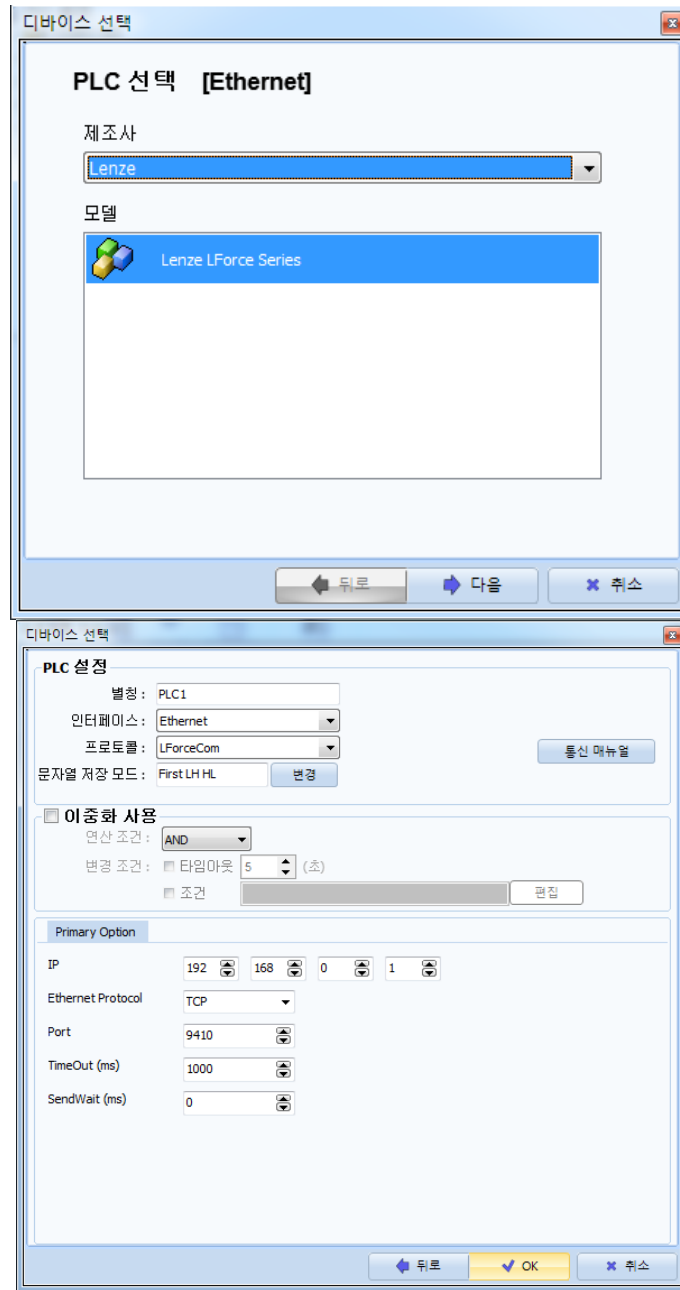 디바이스 선택
PLC 선택 [Ethernet]
제조사
Lenze
모델
Lenze LForce Series
뒤로 다음 취소
디바이스 선택
PLC 설정
별칭 : PLC1
인터페이스 : Ethernet
프로토콜 : LForceCom 통신 매뉴얼
문자열 저장 모드 : First LH HL 변경
이중화 사용
연산 조건 : AND
변경 조건 : 타임아웃 5 (초)
조건 편집
Primary Option
IP 192 168 0 1
Ethernet Protocol TCP
Port 9410
TimeOut (ms) 1000
SendWait (ms) 0
뒤로 OK 취소